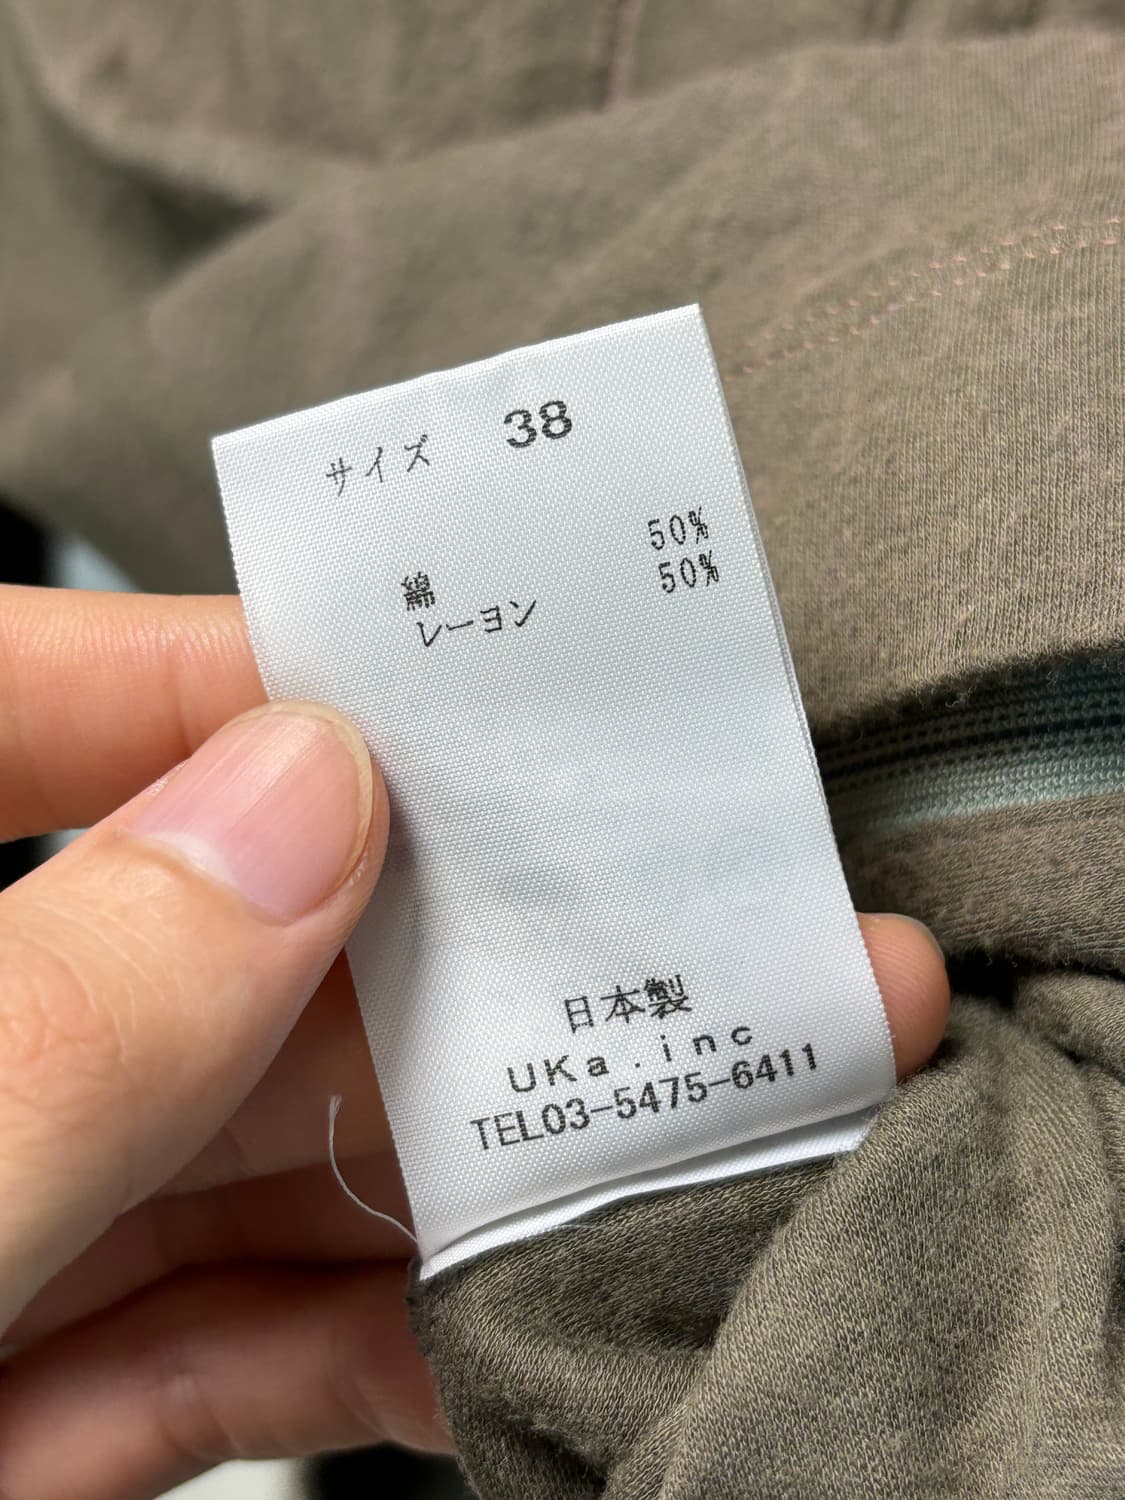 サイズ 38
綿 50%
レーヨン 50%
日本製
UKa.inc
TEL03-5475-6411